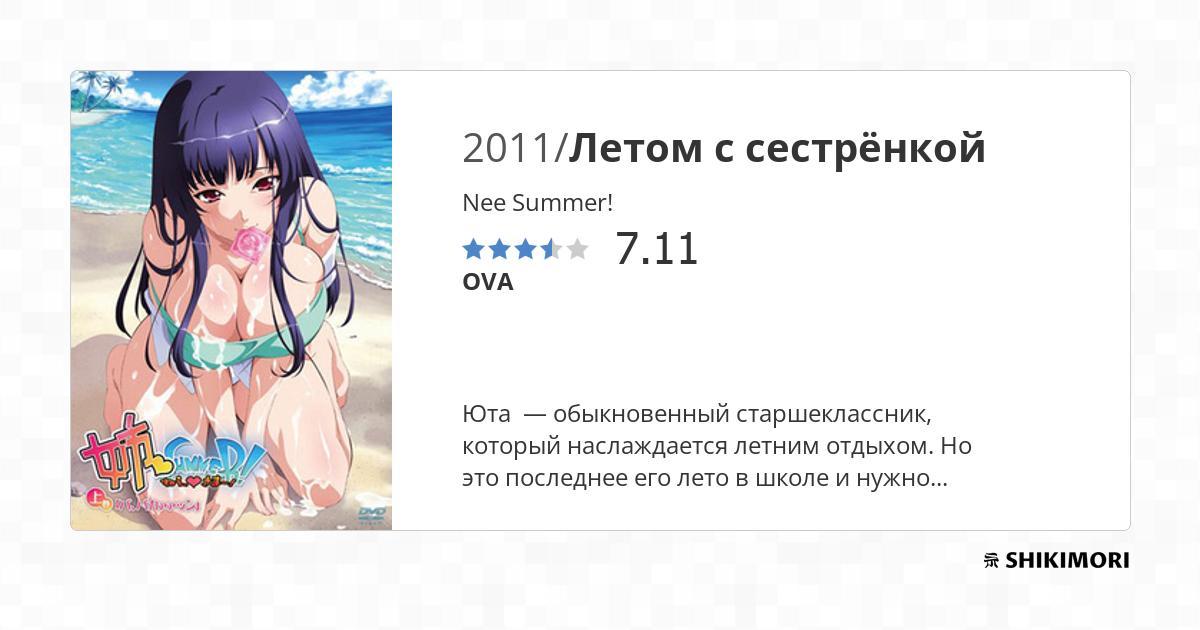 2011/Летом с сестрёнкой
Nee Summer!
7.11
OVA
Юта — обыкновенный старшеклассник,
который наслаждается летним отдыхом. Но
это последнее его лето в школе и нужно...
姉
SUMMER!
上
DVD
SHIKIMORI